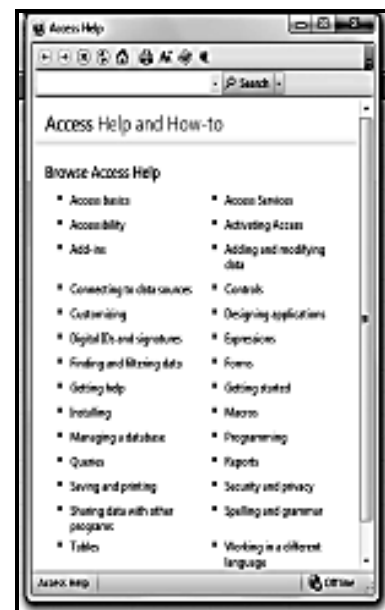 Access Help
Search
Access Help and How-to
Browse Access Help
Access basics
Access Services
Accessibility
Activating Access
Add-ins
Adding and modifying
data
Connecting to data sources
Controls
Customizing
Designing applications
Digital IDs and signatures
Expressions
Finding and filtering data
Forms
Getting help
Getting started
Installing
Macros
Managing a database
Programming
Queries
Reports
Saving and printing
Security and privacy
Sharing data with other
programs
Spelling and grammar
Tables
Working in a different
language
Access Help
Offline